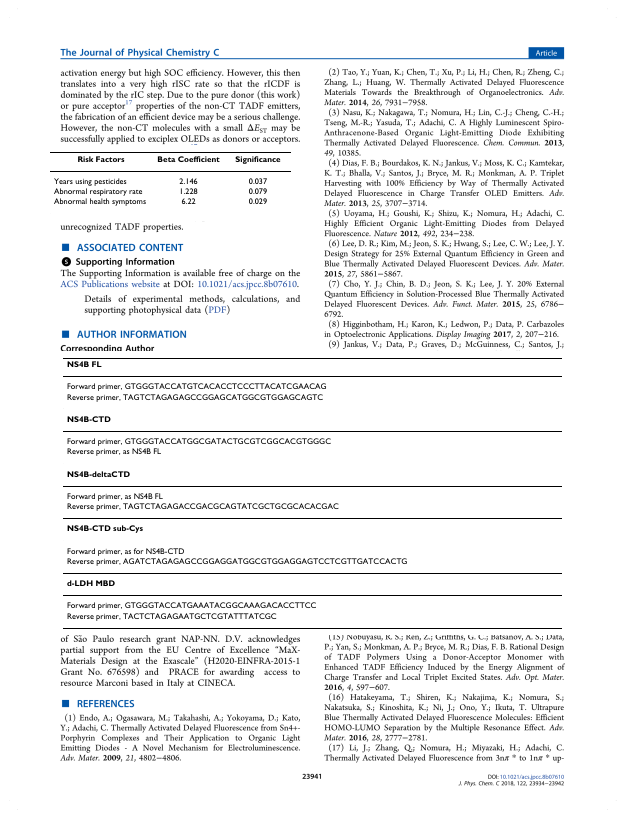 The Journal of Physical Chemistry C
Article
activation energy but high SOC efficiency. However, this then
translates into a very high rISC rate so that the rICDF is
dominated by the rIC step. Due to the pure donor (this work)
or pure acceptor17 properties of the non-CT TADF emitters,
the fabrication of an efficient device may be a serious challenge.
However, the non-CT molecules with a small ΔEST may be
successfully applied to exciplex OLEDs as donors or acceptors.
Risk Factors Beta Coefficient Significance
Years using pesticides 2.146 0.037
Abnormal respiratory rate 1.228 0.079
Abnormal health symptoms 6.22 0.029
unrecognized TADF properties.
■ ASSOCIATED CONTENT
S Supporting Information
The Supporting Information is available free of charge on the
ACS Publications website at DOI: 10.1021/acs.jpcc.8b07610.
Details of experimental methods, calculations, and
supporting photophysical data (PDF)
■ AUTHOR INFORMATION
Corresponding Author
(2) Tao, Y.; Yuan, K.; Chen, T.; Xu, P.; Li, H.; Chen, R.; Zheng, C.;
Zhang, L.; Huang, W. Thermally Activated Delayed Fluorescence
Materials Towards the Breakthrough of Organoelectronics. Adv.
Mater. 2014, 26, 7931−7958.
(3) Nasu, K.; Nakagawa, T.; Nomura, H.; Lin, C.-J.; Cheng, C.-H.;
Tseng, M.-R.; Yasuda, T.; Adachi, C. A Highly Luminescent Spiro-
Anthracenone-Based Organic Light-Emitting Diode Exhibiting
Thermally Activated Delayed Fluorescence. Chem. Commun. 2013,
49, 10385.
(4) Dias, F. B.; Bourdakos, K. N.; Jankus, V.; Moss, K. C.; Kamtekar,
K. T.; Bhalla, V.; Santos, J.; Bryce, M. R.; Monkman, A. P. Triplet
Harvesting with 100% Efficiency by Way of Thermally Activated
Delayed Fluorescence in Charge Transfer OLED Emitters. Adv.
Mater. 2013, 25, 3707−3714.
(5) Uoyama, H.; Goushi, K.; Shizu, K.; Nomura, H.; Adachi, C.
Highly Efficient Organic Light-Emitting Diodes from Delayed
Fluorescence. Nature 2012, 492, 234−238.
(6) Lee, D. R.; Kim, M.; Jeon, S. K.; Hwang, S.; Lee, C. W.; Lee, J. Y.
Design Strategy for 25% External Quantum Efficiency in Green and
Blue Thermally Activated Delayed Fluorescent Devices. Adv. Mater.
2015, 27, 5861−5867.
(7) Cho, Y. J.; Chin, B. D.; Jeon, S. K.; Lee, J. Y. 20% External
Quantum Efficiency in Solution-Processed Blue Thermally Activated
Delayed Fluorescent Devices. Adv. Funct. Mater. 2015, 25, 6786−
6792.
(8) Higginbotham, H.; Karon, K.; Ledwon, P.; Data, P. Carbazoles
in Optoelectronic Applications. Display Imaging 2017, 2, 207−216.
(9) Jankus, V.; Data, P.; Graves, D.; McGuinness, C.; Santos, J.;
NS4B FL
Forward primer, GTGGGTACCATGTCACACCTCCCTTACATCGAACAG
Reverse primer, TAGTCTAGAGAGCCGGAGCATGGCGTGGAGCAGTC
NS4B-CTD
Forward primer, GTGGGTACCATGGCGATACTGCGTCGGCACGTGGGC
Reverse primer, as NS4B FL
NS4B-deltaCTD
Forward primer, as NS4B FL
Reverse primer, TAGTCTAGAGACCGACGCAGTATCGCTGCGCACACGAC
NS4B-CTD sub-Cys
Forward primer, as for NS4B-CTD
Reverse primer, AGATCTAGAGAGCCGGAGGATGGCGTGGAGGAGTCCTCGTTGATCCACTG
d-LDH MBD
Forward primer, GTGGGTACCATGAAATACGGCAAAGACACCTTCC
Reverse primer, TACTCTAGAGAATGCTCGTATTTATCGC
of São Paulo research grant NAP-NN. D.V. acknowledges
partial support from the EU Centre of Excellence “MaX-
Materials Design at the Exascale” (H2020-EINFRA-2015-1
Grant No. 676598) and PRACE for awarding access to
resource Marconi based in Italy at CINECA.
■ REFERENCES
(1) Endo, A.; Ogasawara, M.; Takahashi, A.; Yokoyama, D.; Kato,
Y.; Adachi, C. Thermally Activated Delayed Fluorescence from Sn4+-
Porphyrin Complexes and Their Application to Organic Light
Emitting Diodes - A Novel Mechanism for Electroluminescence.
Adv. Mater. 2009, 21, 4802−4806.
(15) Nobuyasu, R. S.; Ren, Z.; Griffiths, G. C.; Batsanov, A. S.; Data,
P.; Yan, S.; Monkman, A. P.; Bryce, M. R.; Dias, F. B. Rational Design
of TADF Polymers Using a Donor-Acceptor Monomer with
Enhanced TADF Efficiency Induced by the Energy Alignment of
Charge Transfer and Local Triplet Excited States. Adv. Opt. Mater.
2016, 4, 597−607.
(16) Hatakeyama, T.; Shiren, K.; Nakajima, K.; Nomura, S.;
Nakatsuka, S.; Kinoshita, K.; Ni, J.; Ono, Y.; Ikuta, T. Ultrapure
Blue Thermally Activated Delayed Fluorescence Molecules: Efficient
HOMO-LUMO Separation by the Multiple Resonance Effect. Adv.
Mater. 2016, 28, 2777−2781.
(17) Li, J.; Zhang, Q.; Nomura, H.; Miyazaki, H.; Adachi, C.
Thermally Activated Delayed Fluorescence from 3nπ * to 1nπ * up-
23941
DOI: 10.1021/acs.jpcc.8b07610
J. Phys. Chem. C 2018, 122, 23934−23942